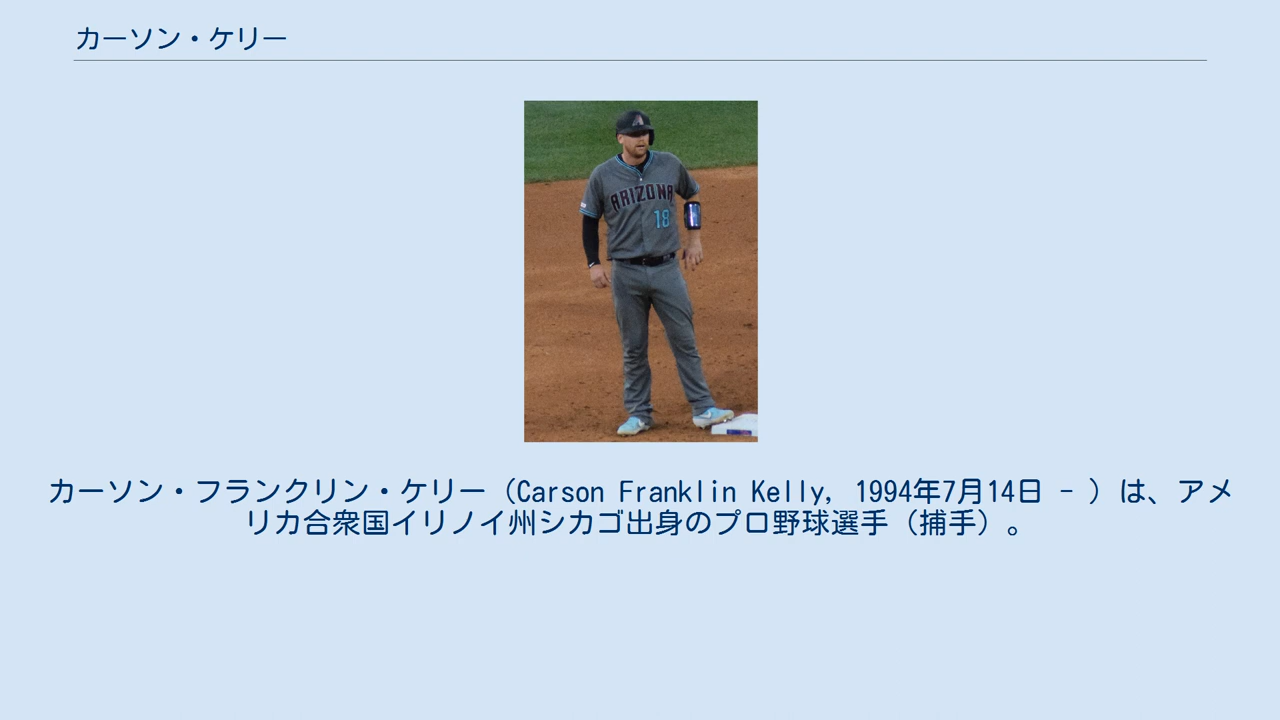 カーソン・ケリー
ARIZONA
18
カーソン・フランクリン・ケリー（Carson Franklin Kelly, 1994年7月14日 - ）は、アメ
リカ合衆国イリノイ州シカゴ出身のプロ野球選手（捕手）。